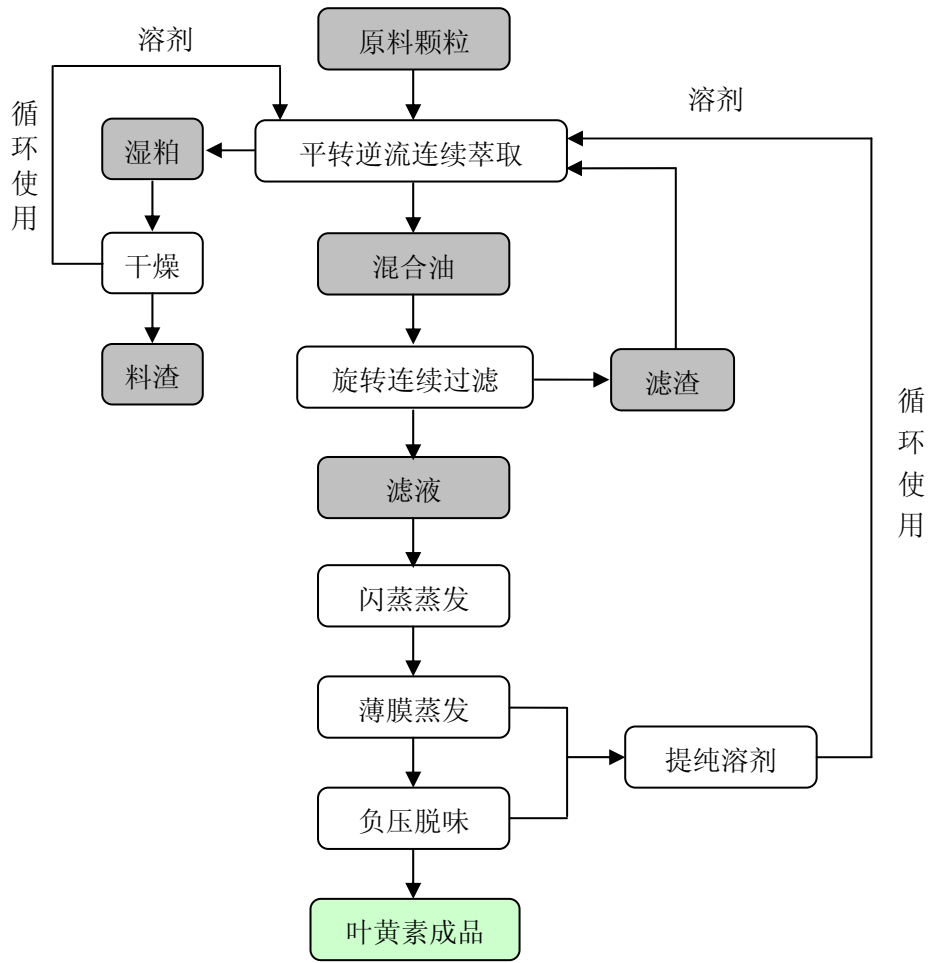 溶剂
原料颗粒
溶剂
循环使用
湿粕
平转逆流连续萃取
干燥
混合油
料渣
旋转连续过滤
滤渣
循环使用
滤液
闪蒸蒸发
薄膜蒸发
提纯溶剂
负压脱味
叶黄素成品